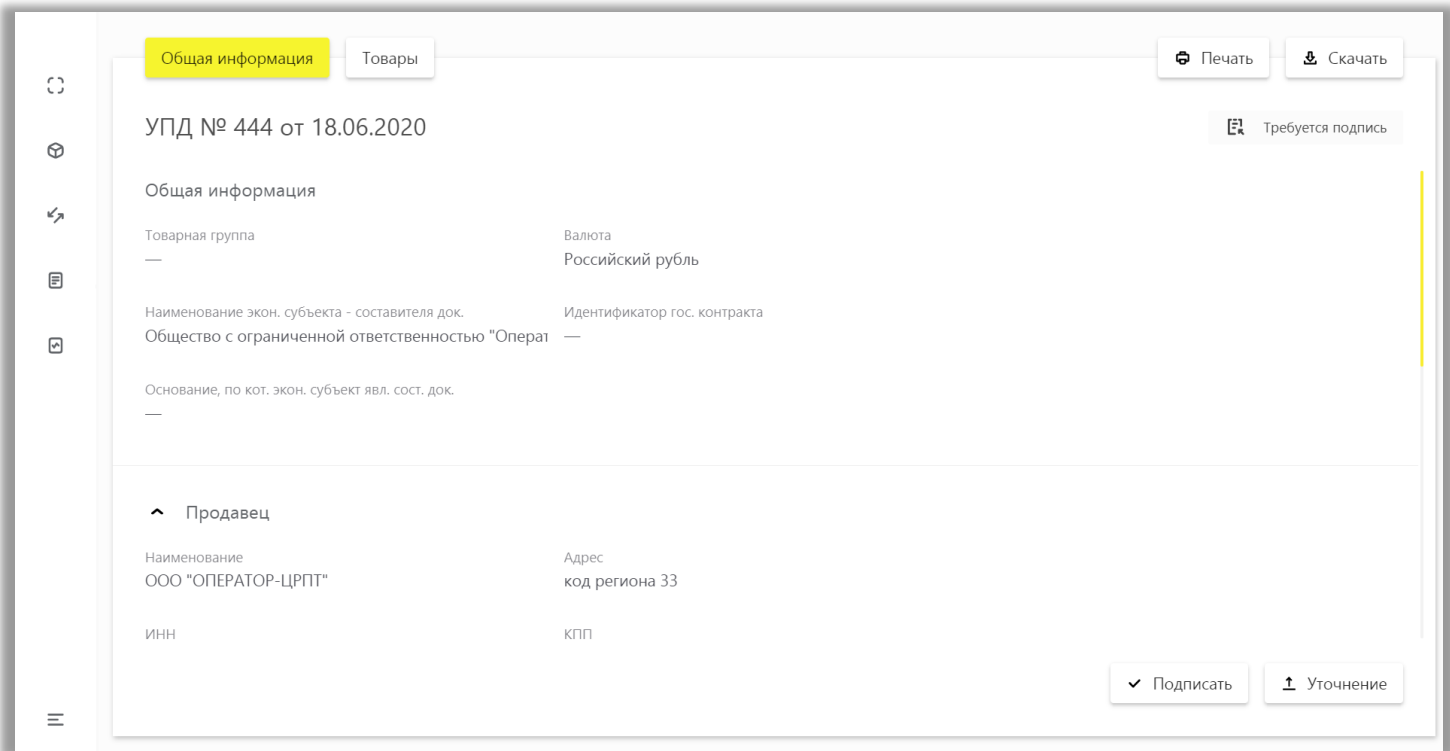 Общая информация
Товары
Печать
Скачать
УПД № 444 от 18.06.2020
Требуется подпись
Общая информация
Товарная группа
Валюта
—
Российский рубль
Наименование экон. субъекта - составителя док.
Идентификатор гос. контракта
Общество с ограниченной ответственностью "Операт
—
Основание, по кот. экон. субъект явл. сост. док.
—
Продавец
Наименование
Адрес
ООО "ОПЕРАТОР-ЦРПТ"
код региона 33
ИНН
КПП
Подписать
Уточнение